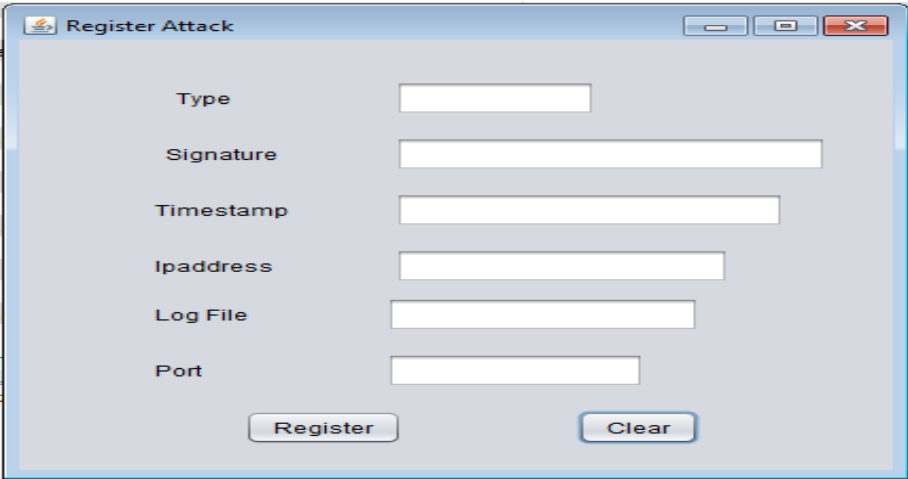 Register Attack
Type
Signature
Timestamp
Ipaddress
Log File
Port
Register Clear